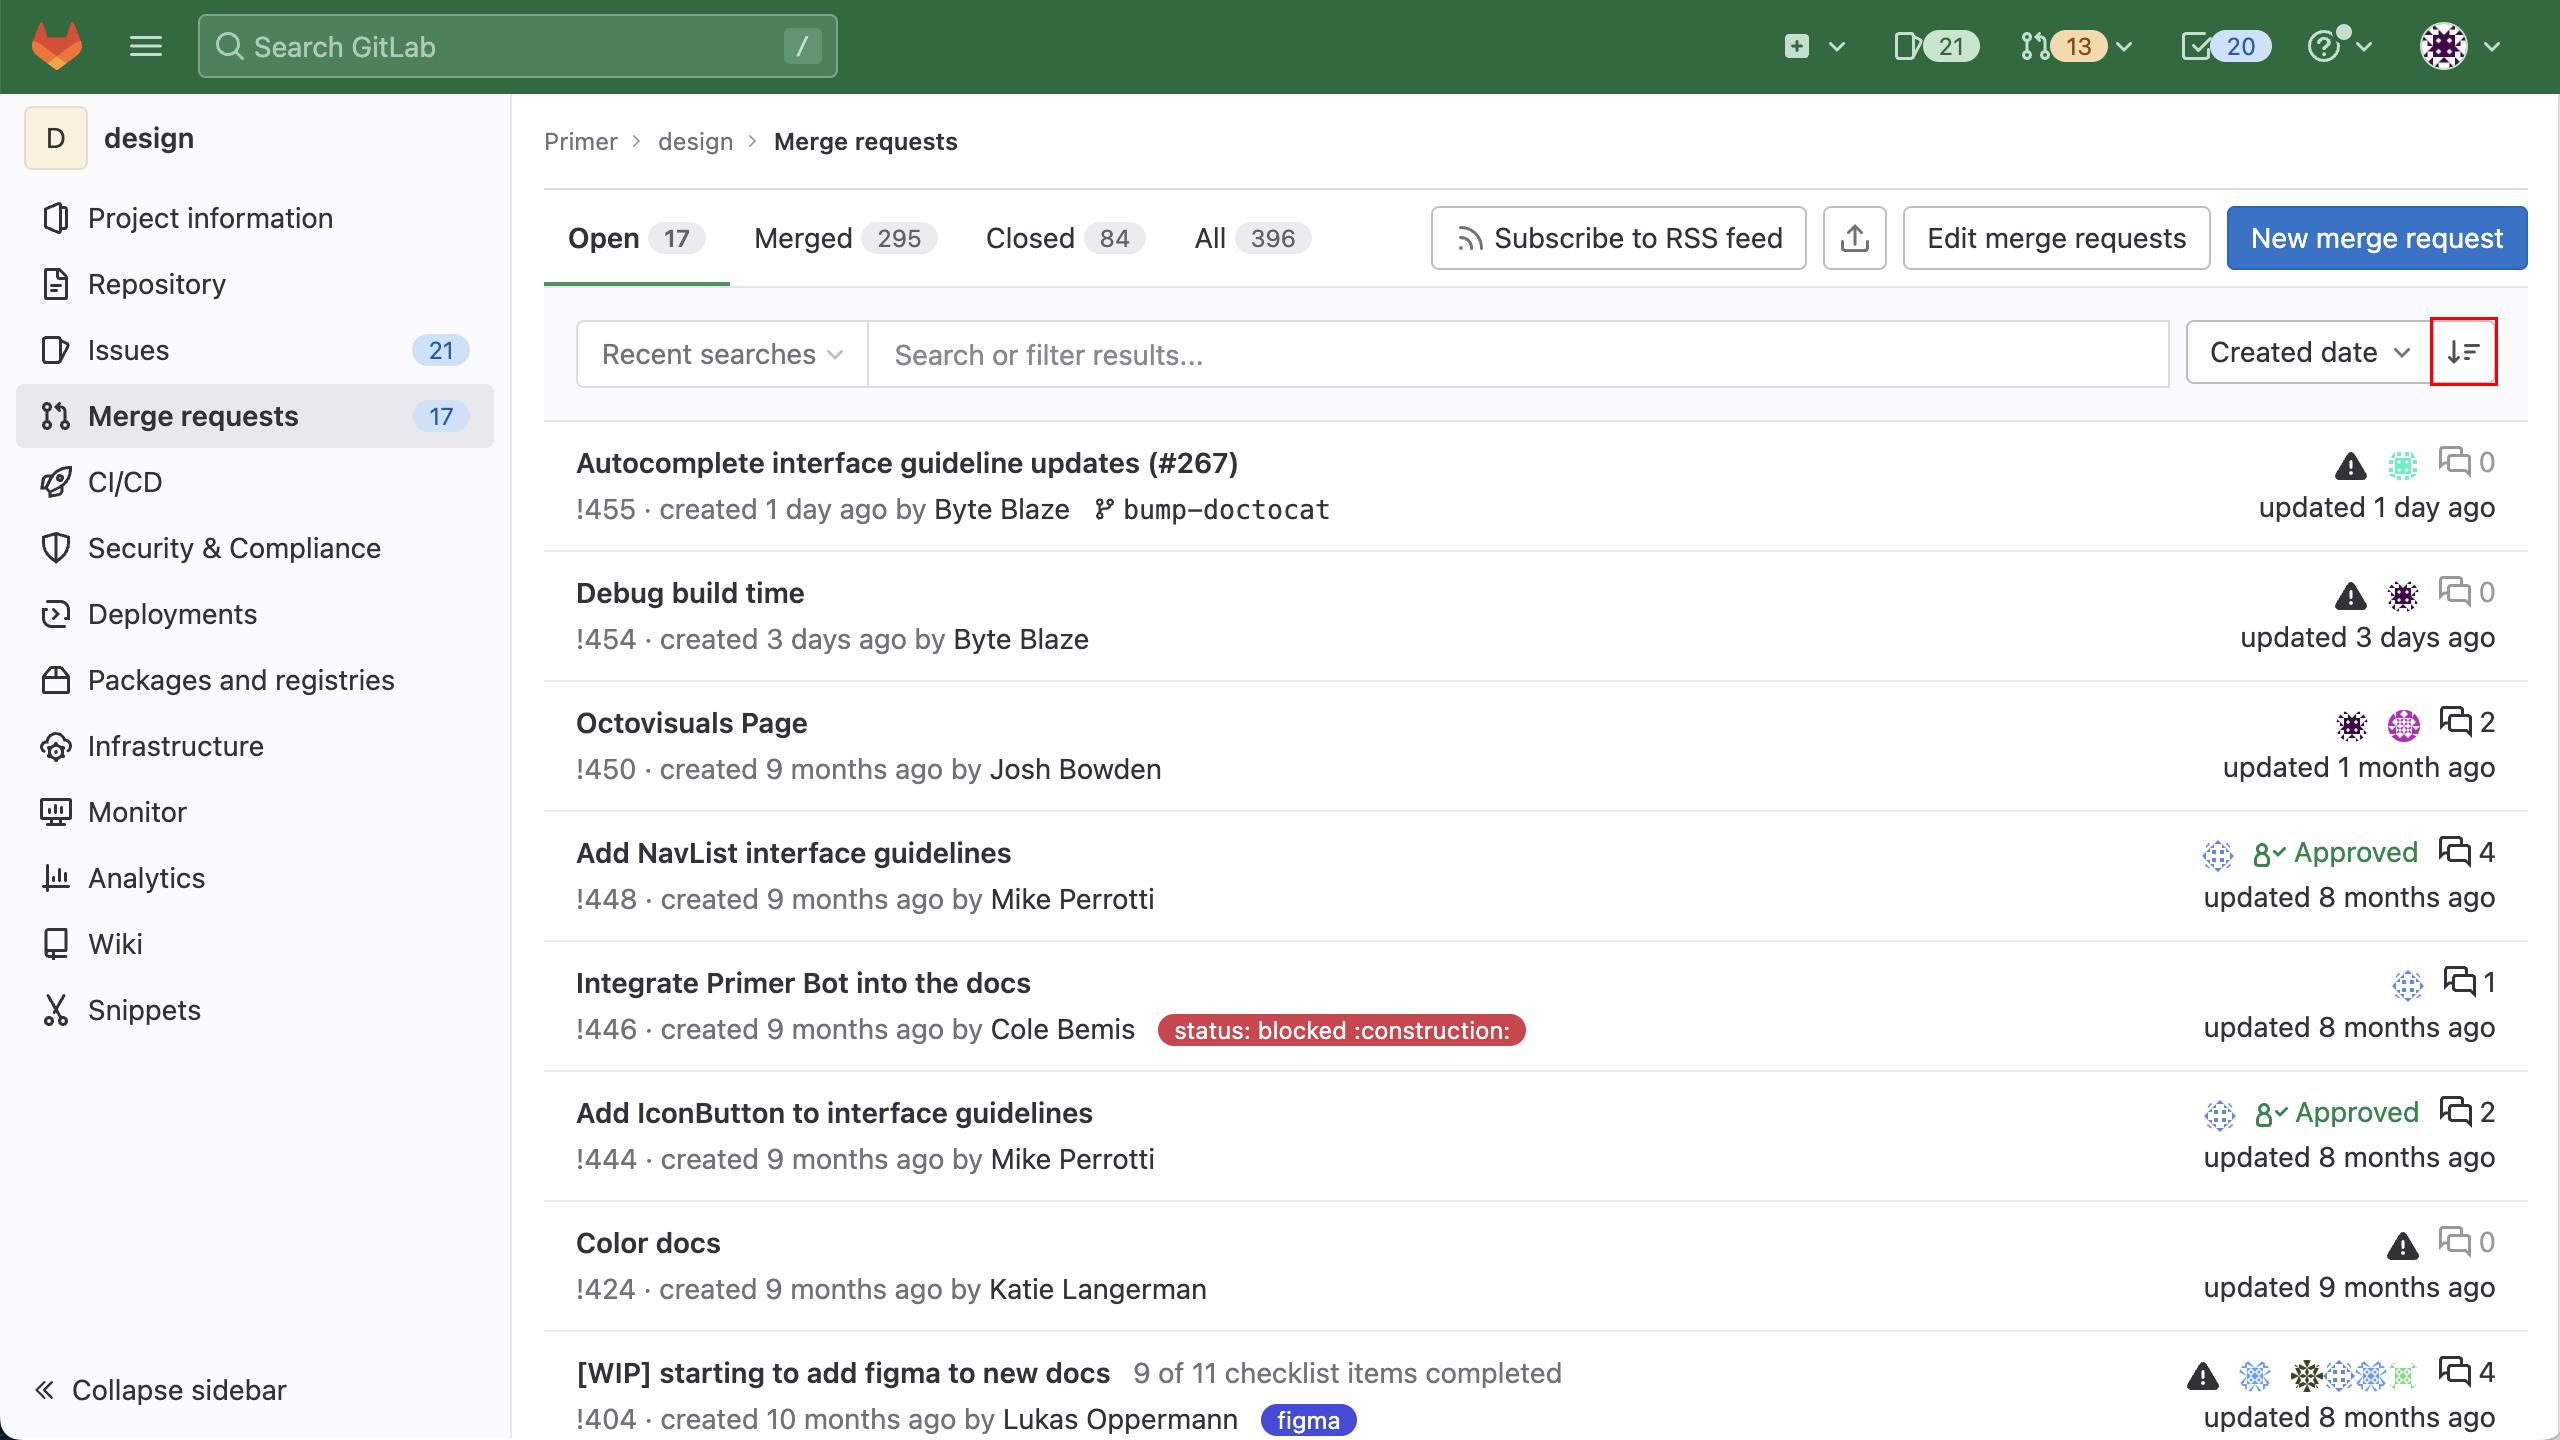 Search GitLab /
21
13
20
D design
Project information
Repository
Issues 21
Merge requests 17
CI/CD
Security & Compliance
Deployments
Packages and registries
Infrastructure
Monitor
Analytics
Wiki
Snippets
Collapse sidebar
Primer > design > Merge requests
Open 17 Merged 295 Closed 84 All 396
Subscribe to RSS feed
Edit merge requests
New merge request
Recent searches
Search or filter results...
Created date
Autocomplete interface guideline updates (#267)
0
!455 · created 1 day ago by Byte Blaze bump-doctocat
updated 1 day ago
Debug build time
0
!454 · created 3 days ago by Byte Blaze
updated 3 days ago
Octovisuals Page
2
!450 · created 9 months ago by Josh Bowden
updated 1 month ago
Add NavList interface guidelines
Approved 4
!448 · created 9 months ago by Mike Perrotti
updated 8 months ago
Integrate Primer Bot into the docs
1
!446 · created 9 months ago by Cole Bemis status: blocked :construction:
updated 8 months ago
Add IconButton to interface guidelines
Approved 2
!444 · created 9 months ago by Mike Perrotti
updated 8 months ago
Color docs
0
!424 · created 9 months ago by Katie Langerman
updated 9 months ago
[WIP] starting to add figma to new docs 9 of 11 checklist items completed
4
!404 · created 10 months ago by Lukas Oppermann figma
updated 8 months ago